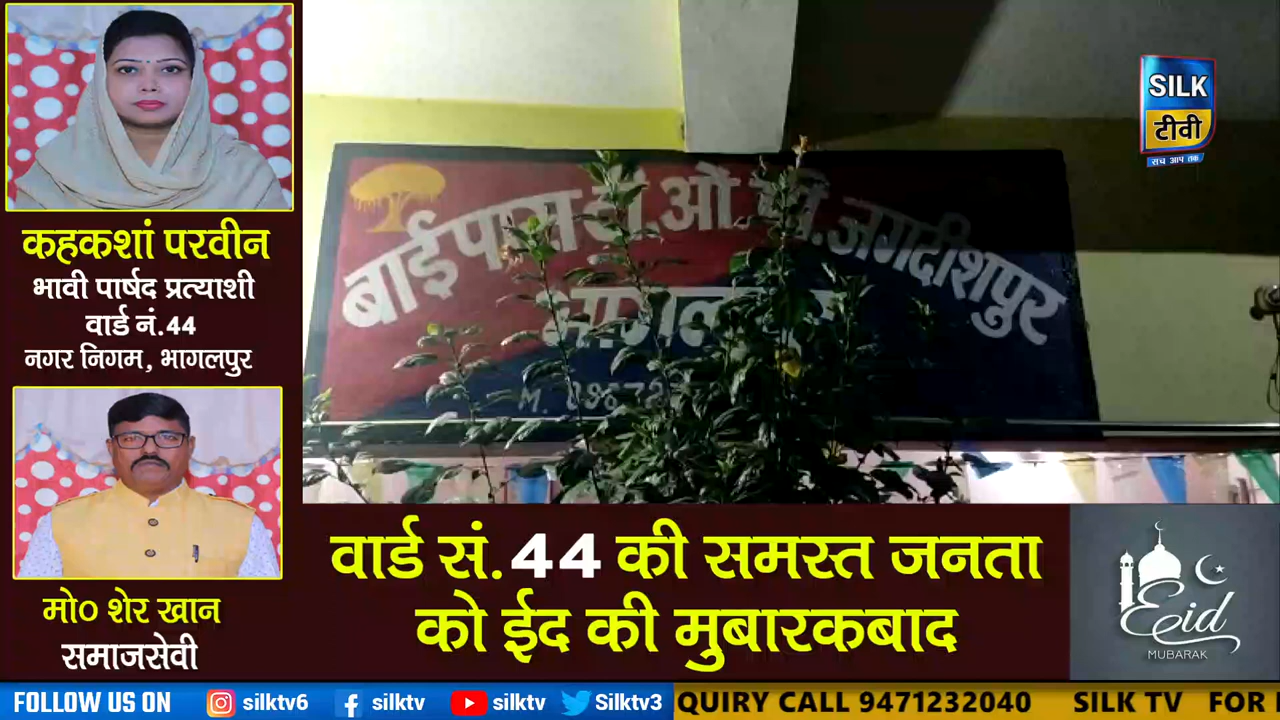 कहकशां परवीन
भावी पार्षद प्रत्याशी
वार्ड नं.44
नगर निगम, भागलपुर
मो० शेर खान
समाजसेवी
बाईपास .ओ. .जगदीशपुर
M.
SILK
टीवी
सच आप तक
वार्ड सं.44 की समस्त जनता
को ईद की मुबारकबाद
Eid
MUBARAK
FOLLOW US ON silktv6 silktv silktv Silktv3 QUIRY CALL 9471232040 SILK TV FOR